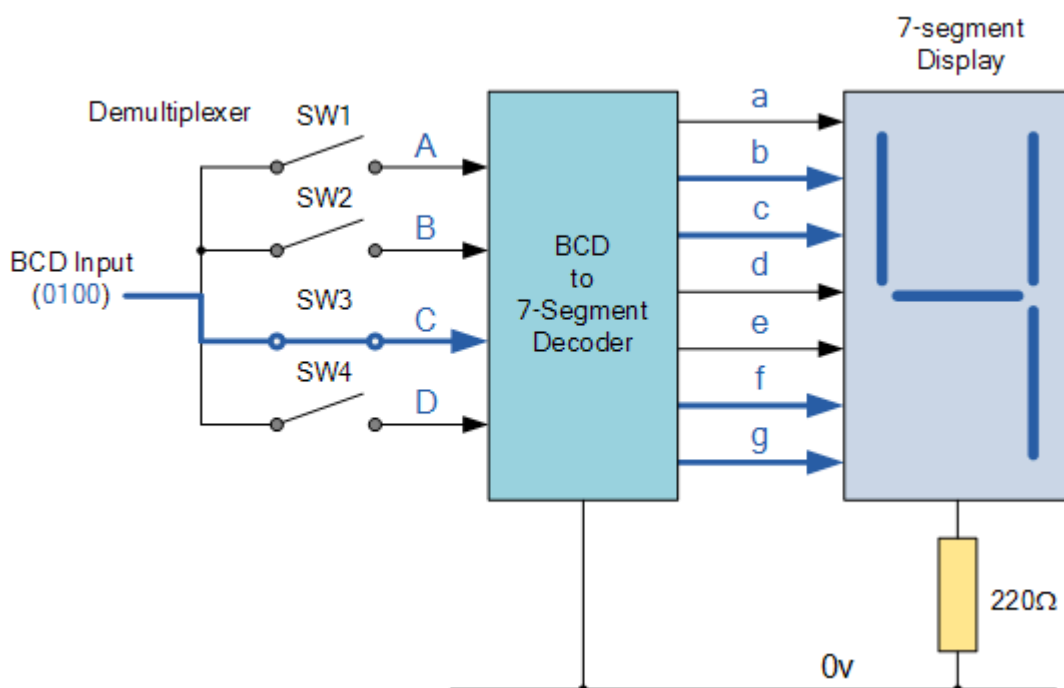 7-segment
Display
Demultiplexer
SW1
A
a
SW2
B
b
BCD Input
(0100)
SW3
C
c
SW4
D
d
BCD
to
7-Segment
Decoder
e
f
g
220Ω
0v